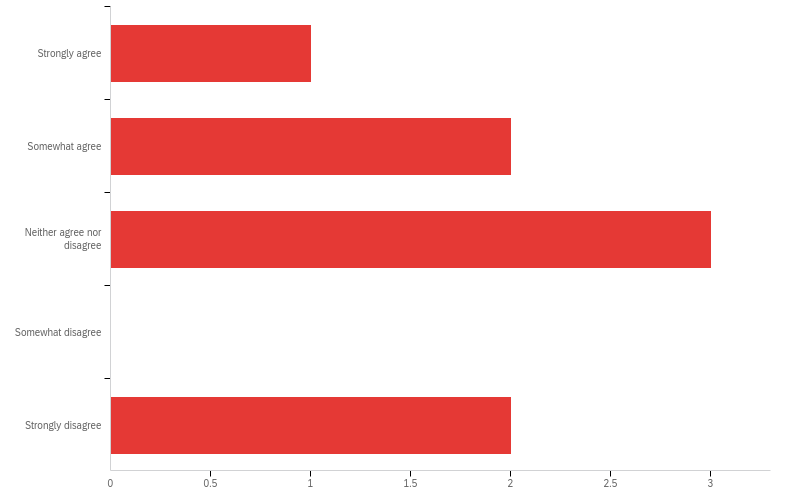 Strongly agree
Somewhat agree
Neither agree nor
disagree
Somewhat disagree
Strongly disagree
0 0.5 1 1.5 2 2.5 3